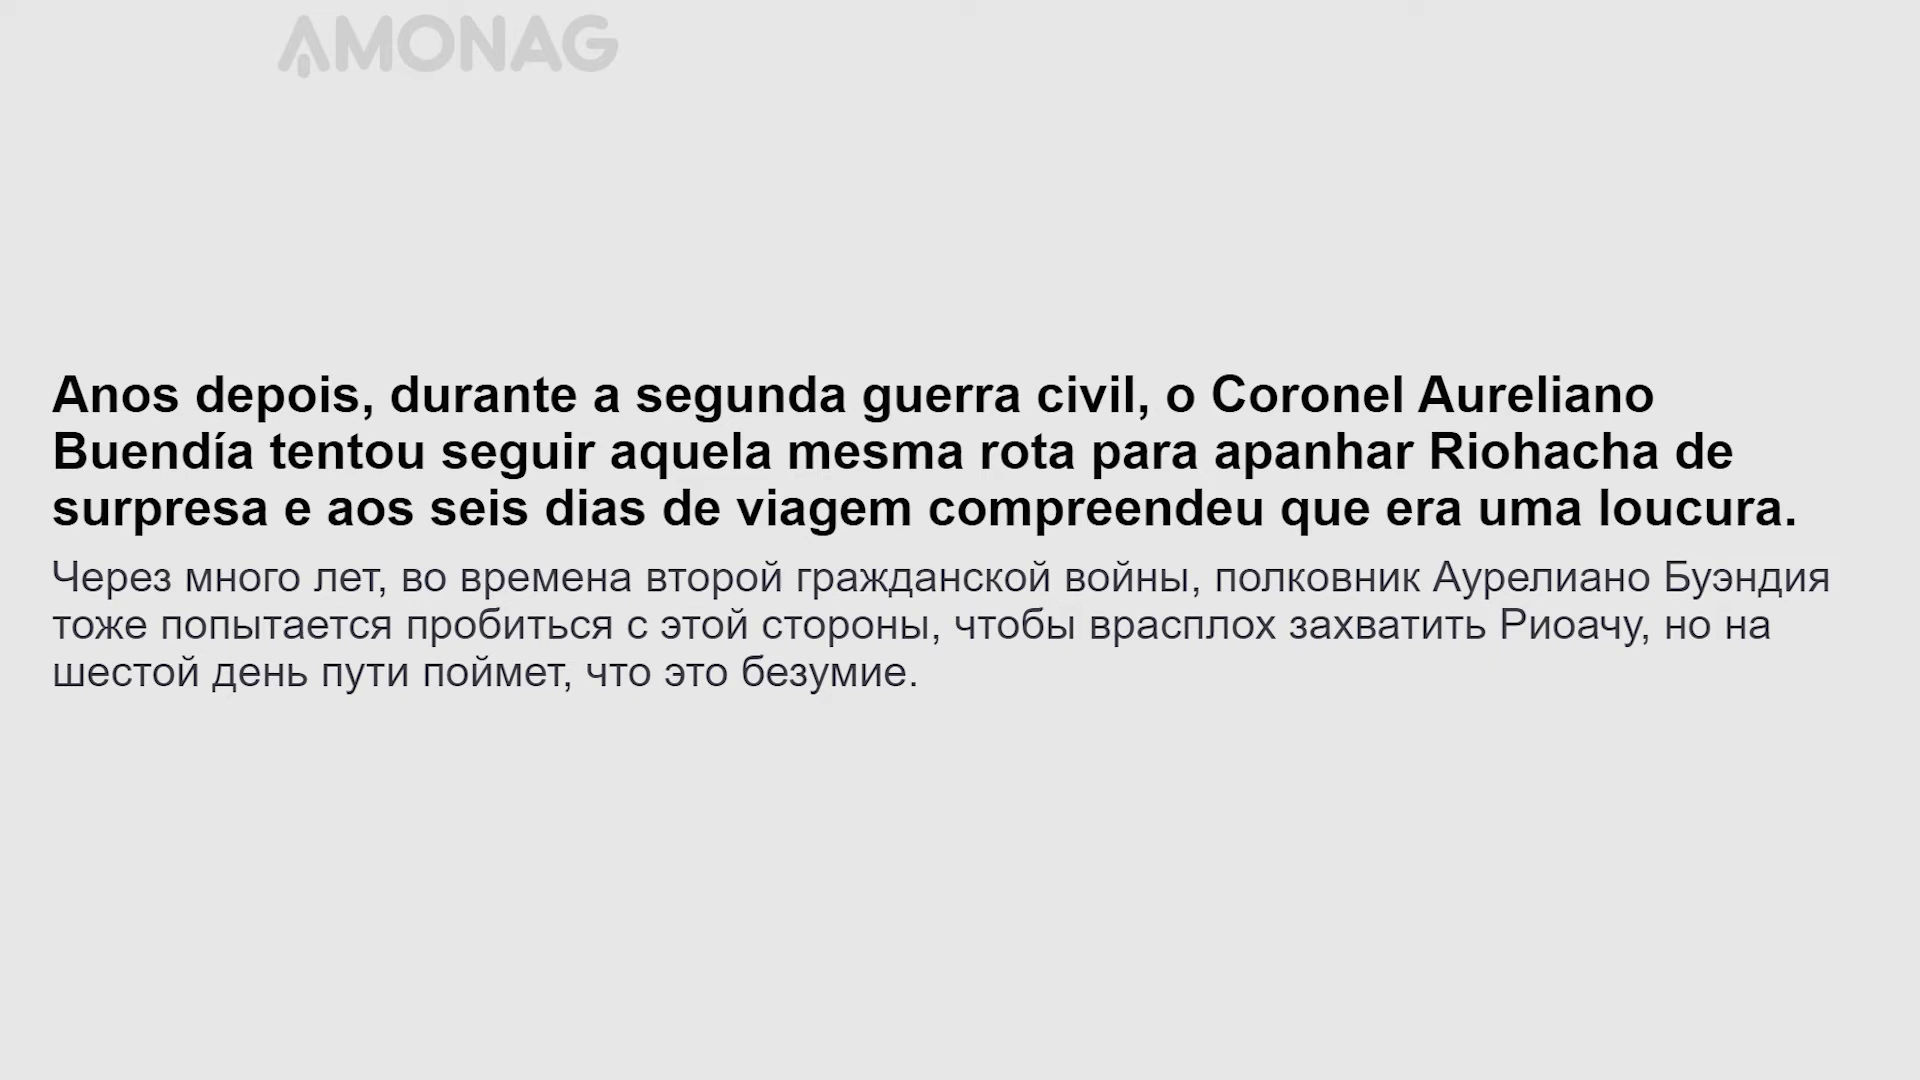 AMONAG
Anos depois, durante a segunda guerra civil, o Coronel Aureliano
Buendía tentou seguir aquela mesma rota para apanhar Riohacha de
surpresa e aos seis dias de viagem compreendeu que era uma loucura.
Через много лет, во времена второй гражданской войны, полковник Аурелиано Буэндия
тоже попытается пробиться с этой стороны, чтобы врасплох захватить Риоачу, но на
шестой день пути поймет, что это безумие.